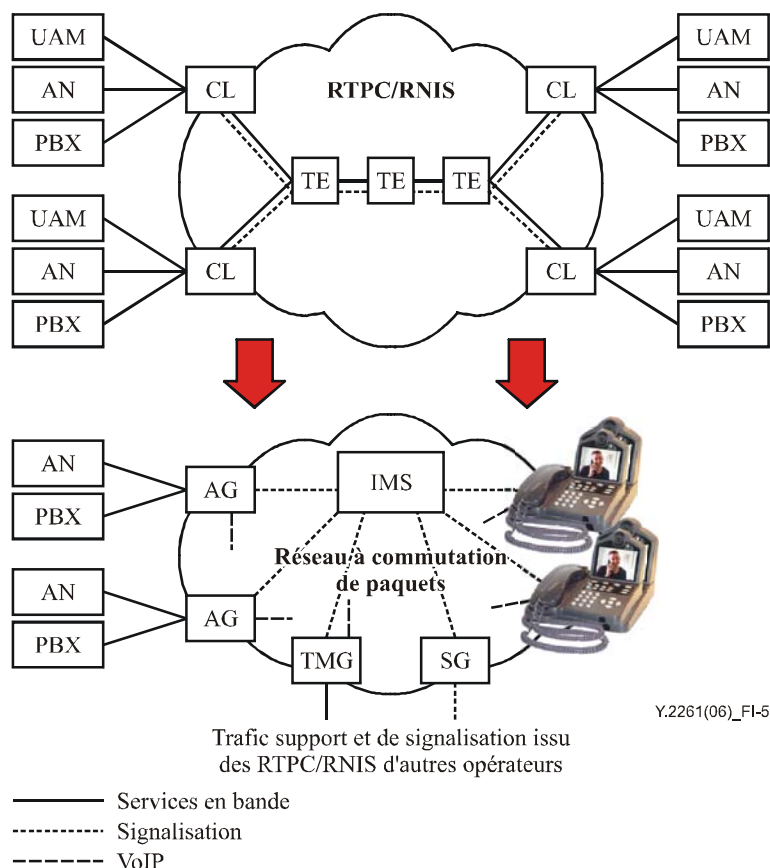 UAM
AN
PBX
UAM
AN
PBX
CL
CL
RTPC/RNIS
CL
CL
TE
TE
TE
UAM
AN
PBX
UAM
AN
PBX
AN
PBX
AN
PBX
AG
AG
IMS
Réseau à commutation
de paquets
TMG
SG
Y.2261(06)_FI-5
Trafic support et de signalisation issu
des RTPC/RNIS d'autres opérateurs
Services en bande
Signalisation
VoIP